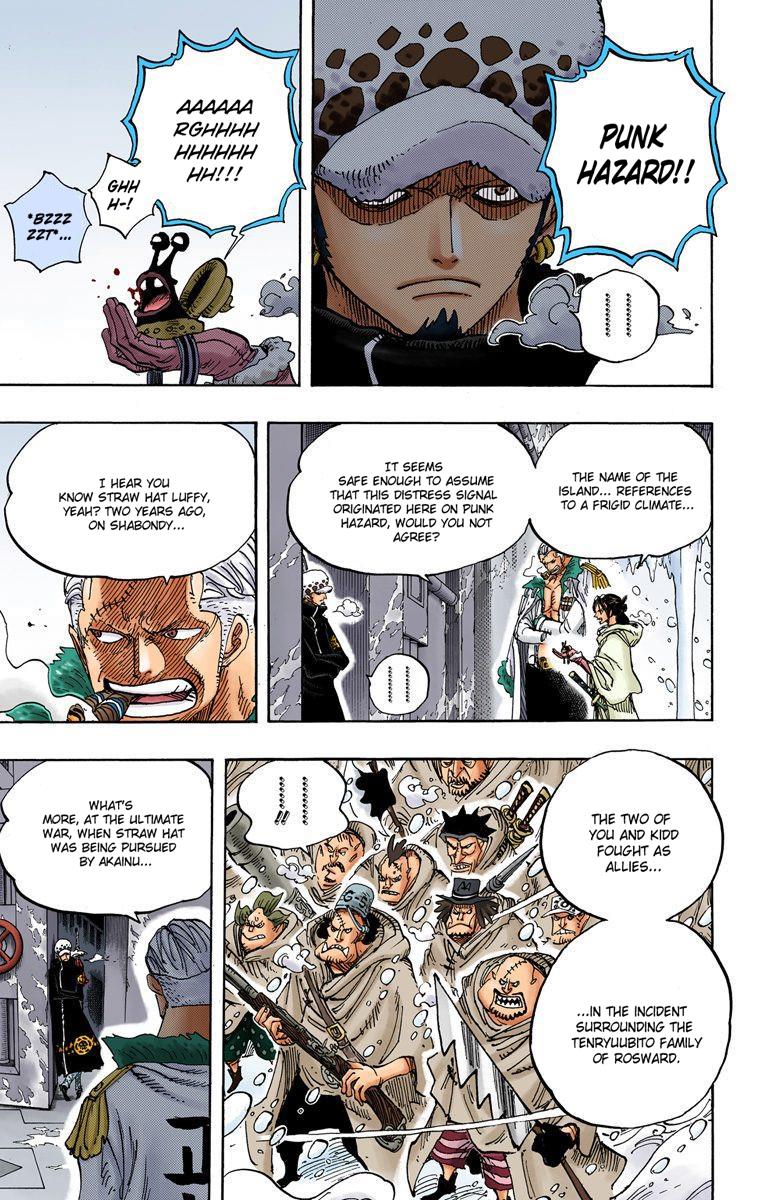 PUNK
HAZARD!!
AAAAAA
RGHHHH
HHHHHH
HH!!!
GHH
H-!
*BZZZ
ZZT*...
THE NAME OF THE
ISLAND... REFERENCES
TO A FRIGID CLIMATE...
IT SEEMS
SAFE ENOUGH TO ASSUME
THAT THIS DISTRESS SIGNAL
ORIGINATED HERE ON PUNK
HAZARD, WOULD YOU NOT
AGREE?
I HEAR YOU
KNOW STRAW HAT LUFFY,
YEAH? TWO YEARS AGO,
ON SHABONDY...
THE TWO OF
YOU AND KIDD
FOUGHT AS
ALLIES...
...IN THE INCIDENT
SURROUNDING THE
TENRYUUBITO FAMILY
OF ROSWARD.
WHAT'S
MORE, AT THE ULTIMATE
WAR, WHEN STRAW HAT
WAS BEING PURSUED
BY AKAINU...